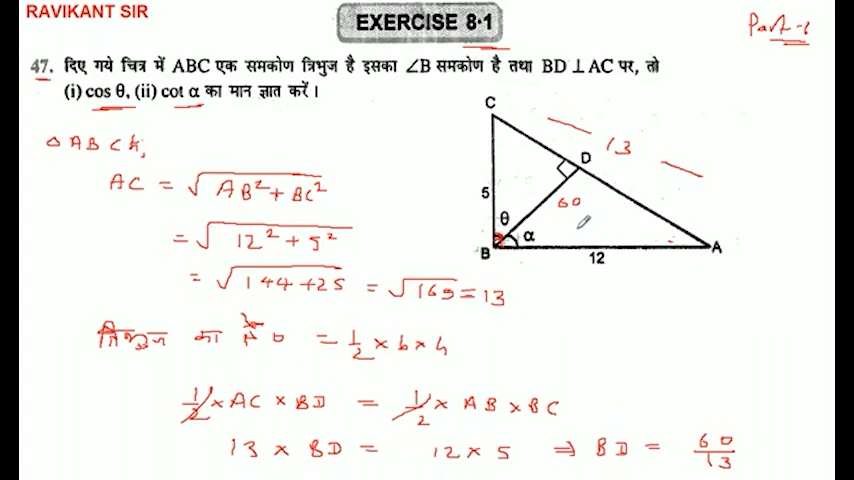 RAVIKANT SIR
EXERCISE 8·1
Part-1
47. दिए गये चित्र में ABC एक समकोण त्रिभुज है इसका ∠B समकोण है तथा BD ⊥ AC पर, तो
(i) cos θ, (ii) cot α का मान ज्ञात करें ।
C
13
D
5
60
θ
α
B
12
A
△ ABC में,
AC = √AB² + BC²
= √12² + 5²
= √144+25 = √169 = 13
त्रिभुज का = 1/2 × b × h
1/2 × AC × BD = 1/2 × AB × BC
13 × BD = 12 × 5 ⇒ BD = 60/13